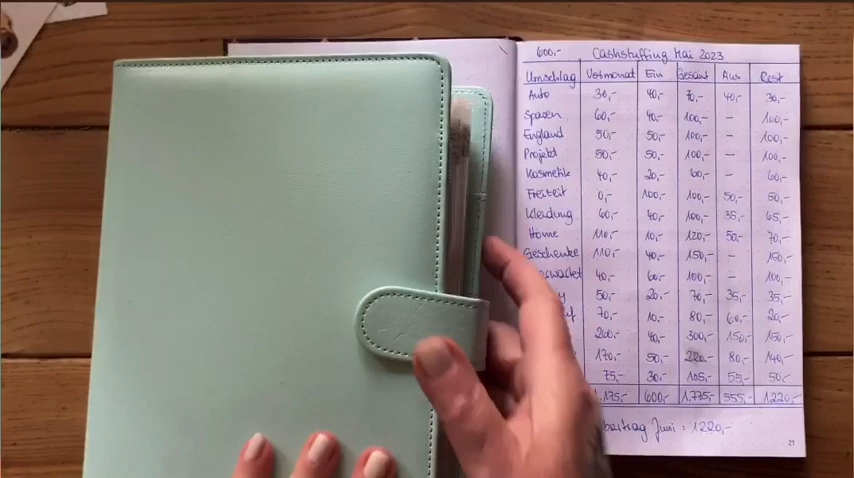 600,- Cashstuffing Mai 2023
Umschlag Vormonat Ein Gesamt Aus Rest
Auto 30,- 40,- 70,- 40,- 30,-
Sparen 60,- 40,- 100,- — 100,-
England 50,- 50,- 100,- — 100,-
Projekt 50,- 50,- 100,- — 100,-
Kosmetik 40,- 20,- 60,- — 60,-
Freizeit 0,- 100,- 100,- 50,- 50,-
Kleidung 60,- 40,- 100,- 35,- 65,-
Home 110,- 10,- 120,- 50,- 70,-
Geschenke 110,- 40,- 150,- — 150,-
40,- 60,- 100,- — 100,-
50,- 20,- 70,- 35,- 35,-
70,- 10,- 80,- 60,- 20,-
260,- 40,- 300,- 150,- 150,-
170,- 50,- 220,- 80,- 140,-
75,- 30,- 105,- 55,- 50,-
1.175,- 600,- 1.775,- 555,- 1220,-
Juni : 1220,-
21